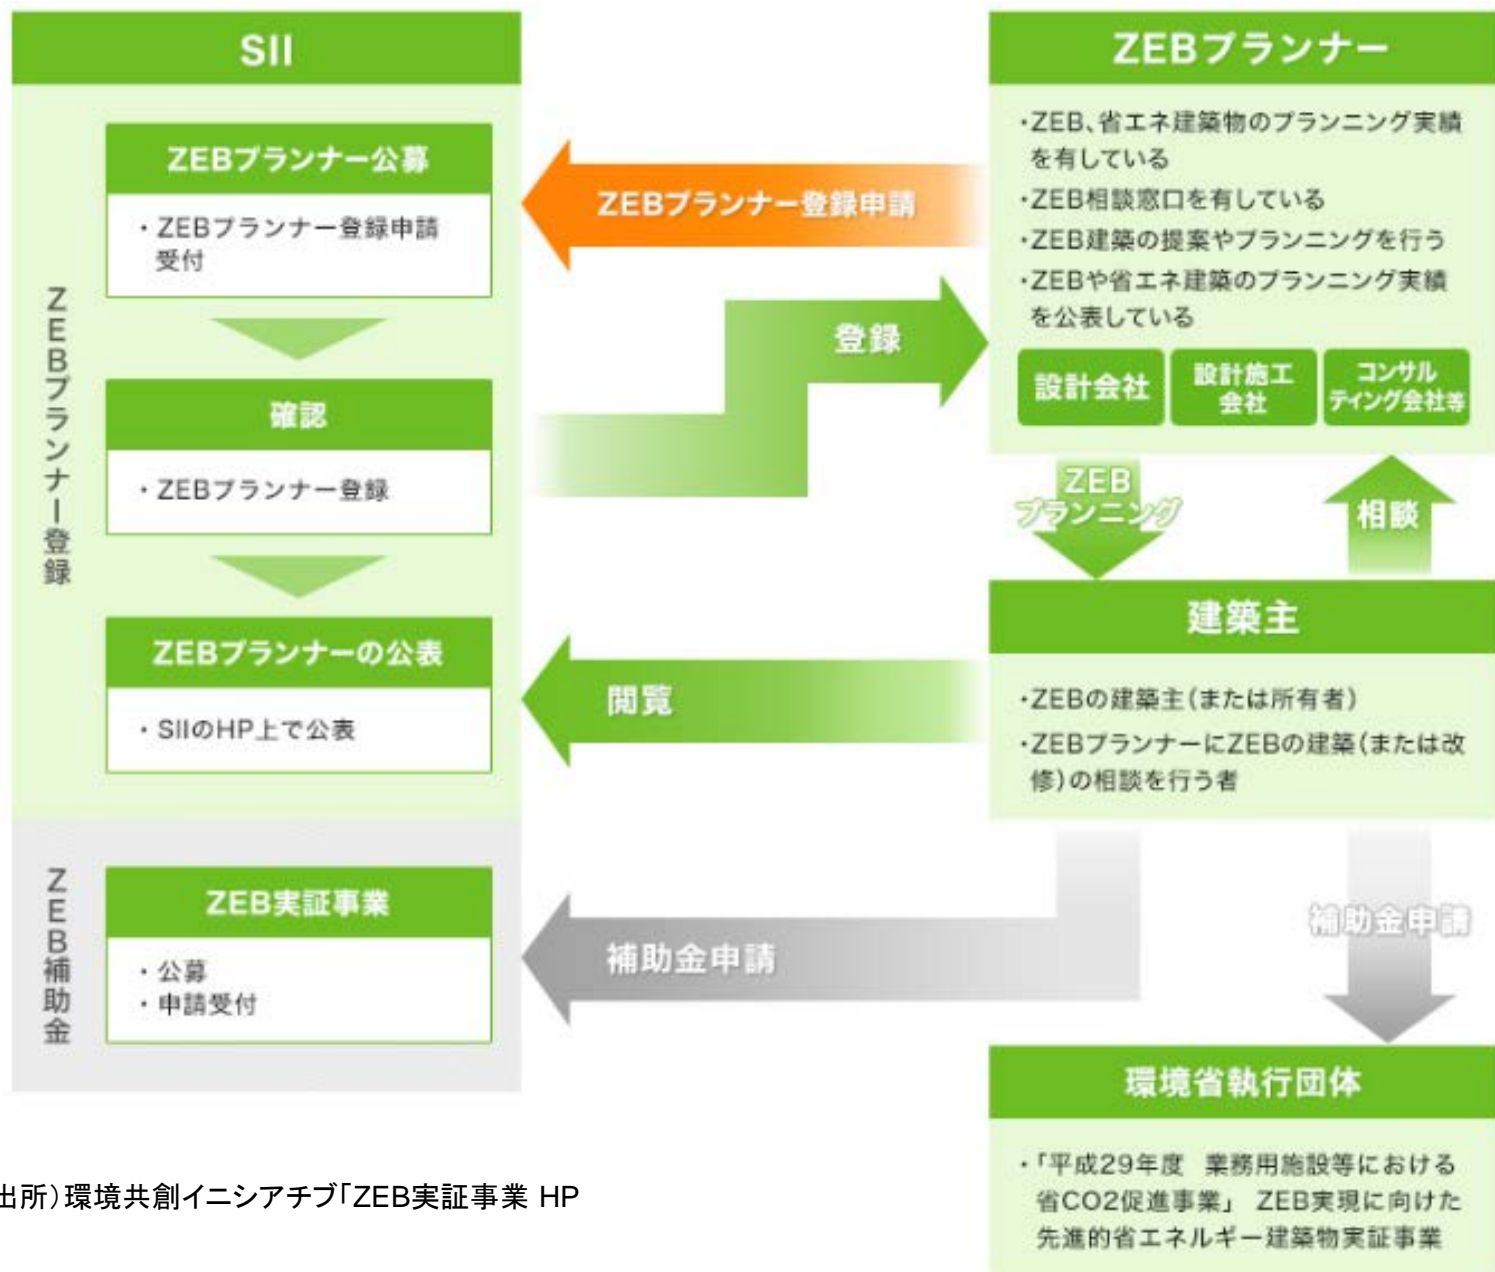 SII
ZEBプランナー登録
ZEBプランナー公募
・ZEBプランナー登録申請
受付
確認
・ZEBプランナー登録
ZEBプランナーの公表
・SIIのHP上で公表
ZEB補助金
ZEB実証事業
・公募
・申請受付
ZEBプランナー登録申請
登録
閲覧
補助金申請
ZEBプランナー
・ZEB、省エネ建築物のプランニング実績
を有している
・ZEB相談窓口を有している
・ZEB建築の提案やプランニングを行う
・ZEBや省エネ建築のプランニング実績
を公表している
設計会社
設計施工
会社
コンサル
ティング会社等
ZEB
プランニング
相談
建築主
・ZEBの建築主(または所有者)
・ZEBプランナーにZEBの建築(または改
修)の相談を行う者
補助金申請
環境省執行団体
・「平成29年度 業務用施設等における
省CO2促進事業」 ZEB実現に向けた
先進的省エネルギー建築物実証事業
出所)環境共創イニシアチブ「ZEB実証事業 HP